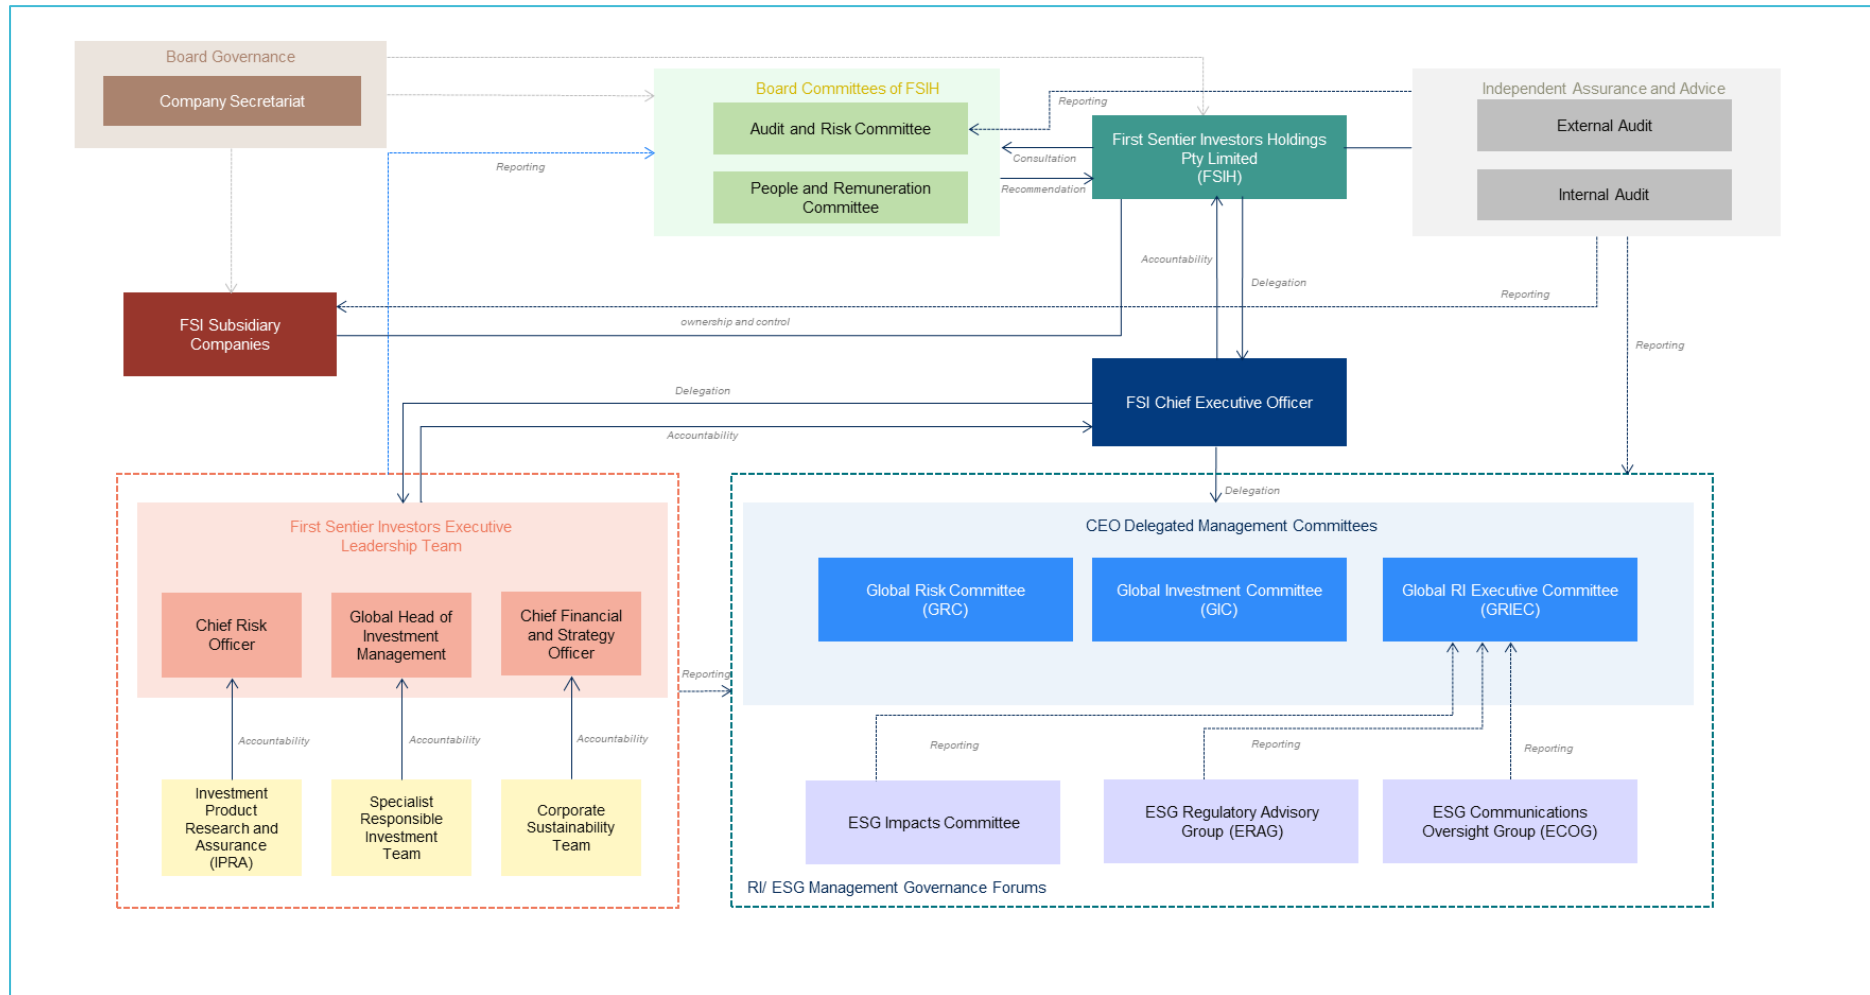 Board Governance
Company Secretariat
Board Committees of FSIH
Audit and Risk Committee
People and Remuneration
Committee
Reporting
Consultation
Recommendation
First Sentier Investors Holdings
Pty Limited
(FSIH)
Reporting
Independent Assurance and Advice
External Audit
Internal Audit
Accountability
Delegation
Reporting
Reporting
FSI Subsidiary
Companies
ownership and control
FSI Chief Executive Officer
Delegation
Accountability
Delegation
First Sentier Investors Executive
Leadership Team
Chief Risk
Officer
Global Head of
Investment
Management
Chief Financial
and Strategy
Officer
Accountability
Accountability
Accountability
Investment
Product
Research and
Assurance
(IPRA)
Specialist
Responsible
Investment
Team
Corporate
Sustainability
Team
Reporting
CEO Delegated Management Committees
Global Risk Committee
(GRC)
Global Investment Committee
(GIC)
Global RI Executive Committee
(GRIEC)
Reporting
Reporting
Reporting
ESG Impacts Committee
ESG Regulatory Advisory
Group (ERAG)
ESG Communications
Oversight Group (ECOG)
RI/ ESG Management Governance Forums